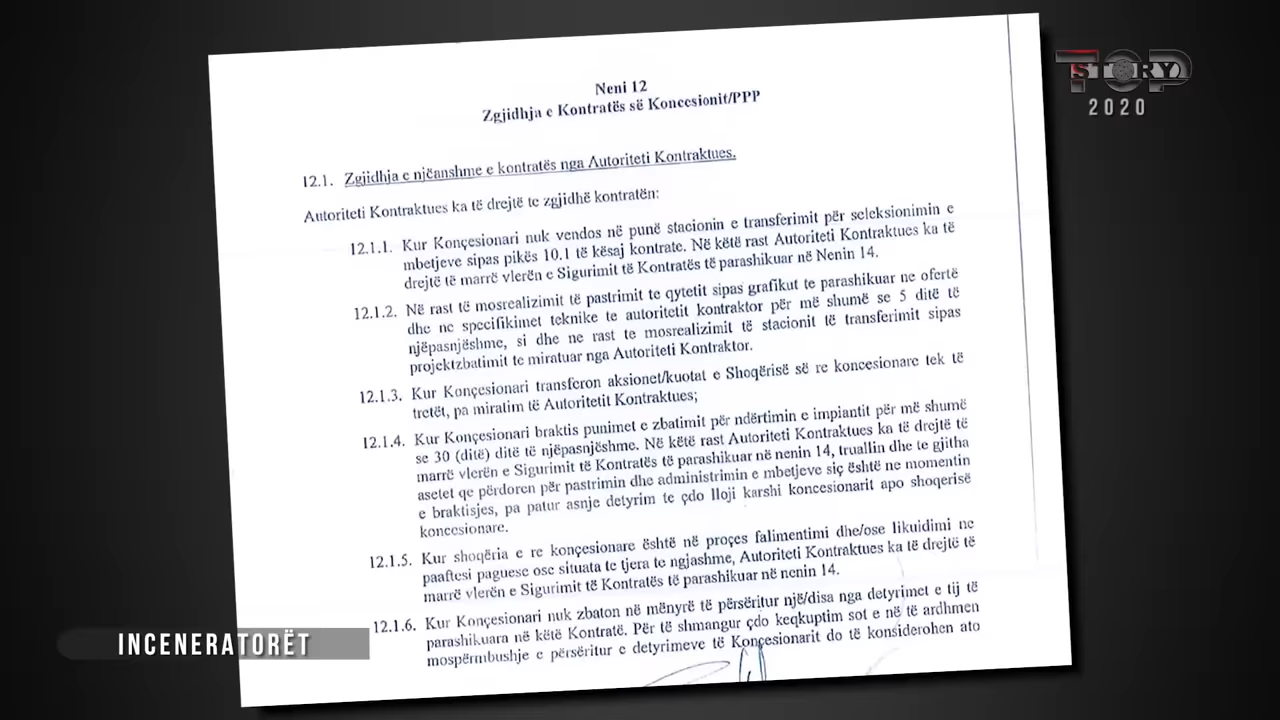 TOP STORY
2020
Neni 12
Zgjidhja e Kontratës së Koncesionit/PPP
12.1. Zgjidhja e njëanshme e kontratës nga Autoriteti Kontraktues.
Autoriteti Kontraktues ka të drejtë te zgjidhë kontratën:
12.1.1. Kur Konçesionari nuk vendos në punë stacionin e transferimit për seleksionimin e
mbetjeve sipas pikës 10.1 të kësaj kontrate. Në këtë rast Autoriteti Kontraktues ka të
drejtë të marrë vlerën e Sigurimit të Kontratës të parashikuar në Nenin 14.
12.1.2. Në rast të mosrealizimit të pastrimit te qytetit sipas grafikut te parashikuar ne ofertë
dhe ne specifikimet teknike te autoritetit kontraktor për më shumë se 5 ditë të
njëpasnjëshme, si dhe ne rast te mosrealizimit të stacionit të transferimit sipas
projektzbatimit te miratuar nga Autoriteti Kontraktor.
12.1.3. Kur Konçesionari transferon aksionet/kuotat e Shoqërisë së re koncesionare tek të
tretët, pa miratim të Autoritetit Kontraktues;
12.1.4. Kur Konçesionari braktis punimet e zbatimit për ndërtimin e impiantit për më shumë
se 30 (ditë) ditë të njëpasnjëshme. Në këtë rast Autoriteti Kontraktues ka të drejtë të
marrë vlerën e Sigurimit të Kontratës të parashikuar në nenin 14, truallin dhe te gjitha
asetet qe përdoren për pastrimin dhe administrimin e mbetjeve siç është ne momentin
e braktisjes, pa patur asnje detyrim te çdo lloji karshi koncesionarit apo shoqerisë
koncesionare.
12.1.5. Kur shoqëria e re konçesionare është në proçes falimentimi dhe/ose likuidimi ne
paaftesi paguese ose situata te tjera te ngjashme, Autoriteti Kontraktues ka të drejtë të
marrë vlerën e Sigurimit të Kontratës të parashikuar në nenin 14.
12.1.6. Kur Konçesionari nuk zbaton në mënyrë të përsëritur një/disa nga detyrimet e tij të
parashikuara në këtë Kontratë. Për të shmangur çdo keqkuptim sot e në të ardhmen
mospërmbushje e përsëritur e detyrimeve të Konçesionarit do të konsiderohen ato
INCENERATORËT